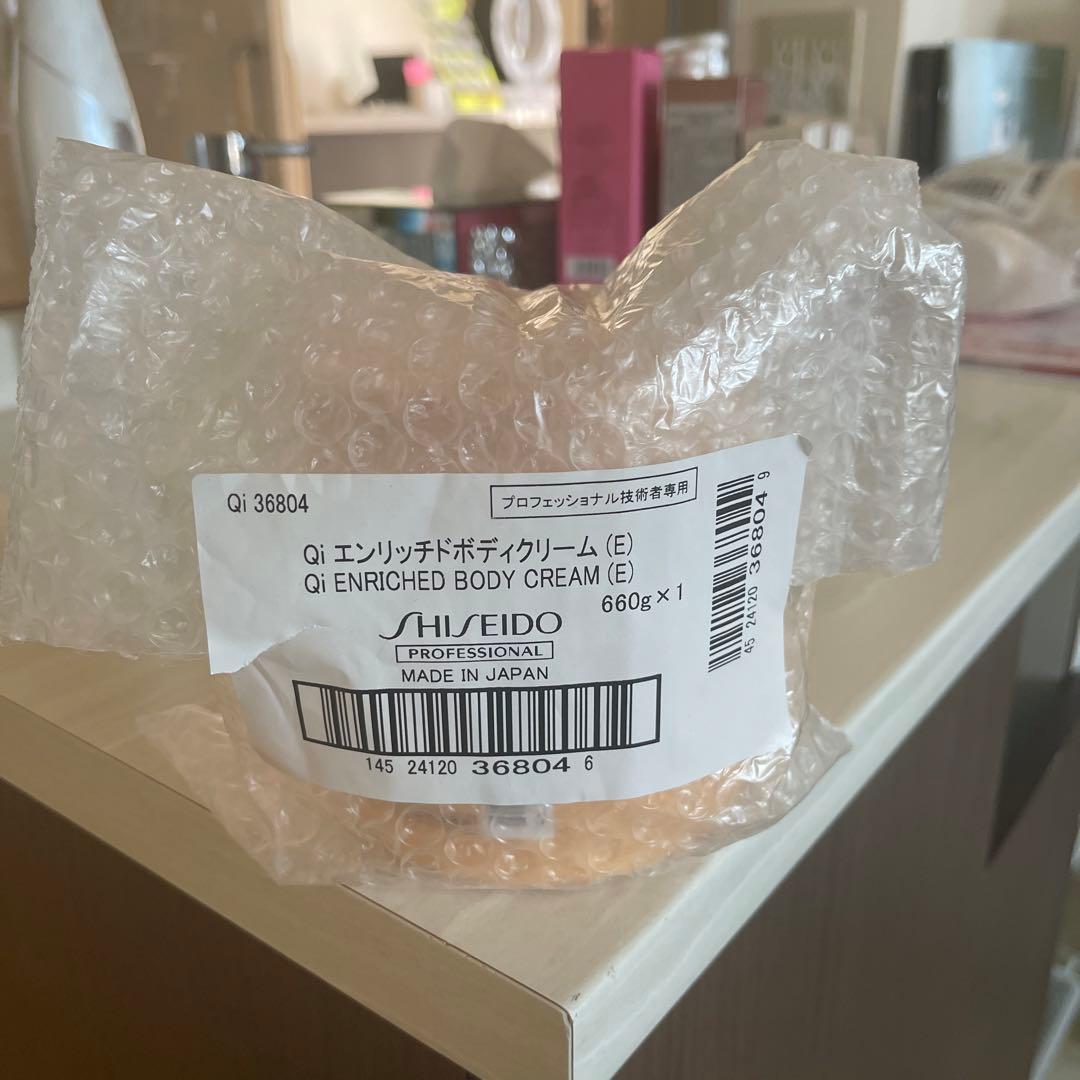 Qi 36804
プロフェッショナル技術者専用
Qi エンリッチドボディクリーム (E)
Qi ENRICHED BODY CREAM (E)
660g×1
SHISEIDO
PROFESSIONAL
MADE IN JAPAN
145 24120 36804 6
45 24120 36804 9